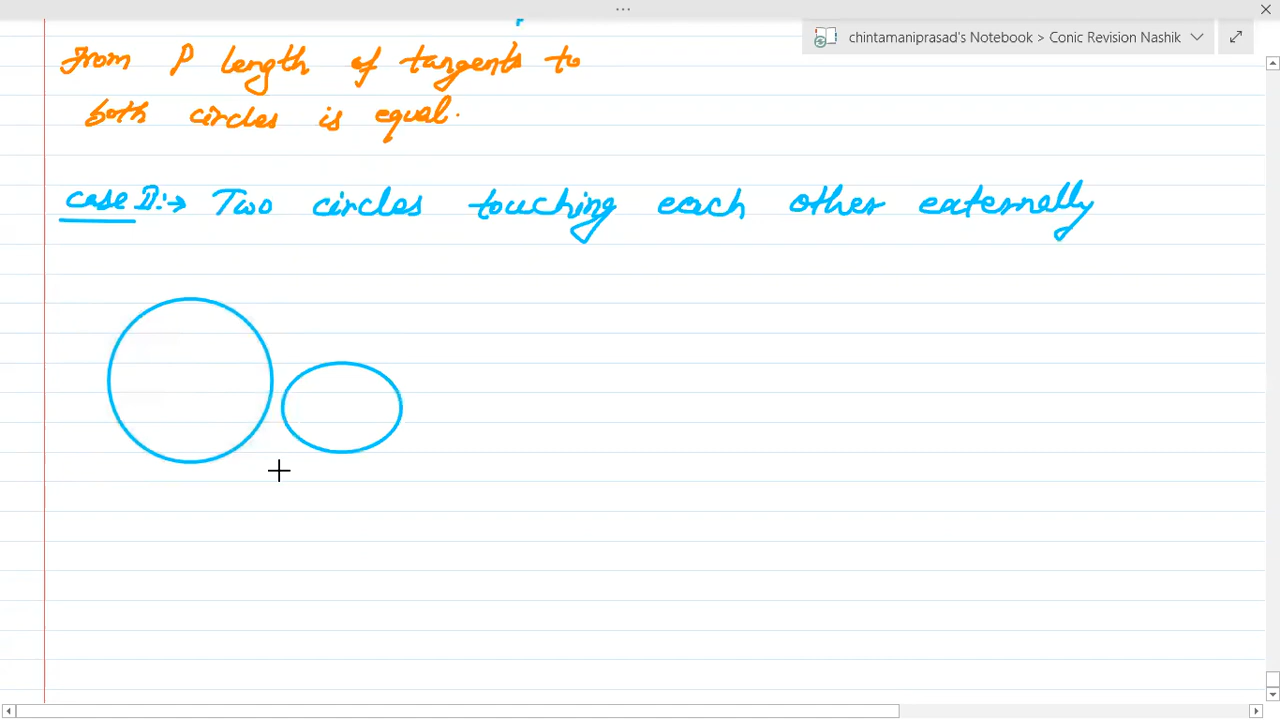 chintamaniprasad's Notebook > Conic Revision Nashik
From P length of tangents to
both circles is equal.
case II:→ Two circles touching each other externally